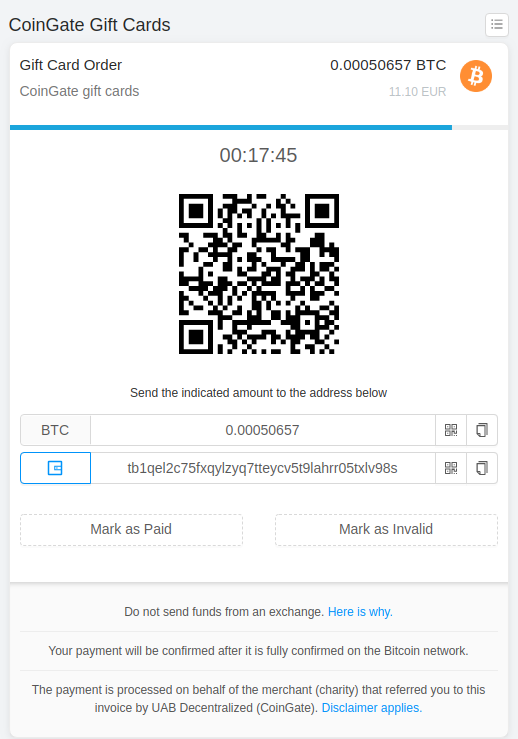 CoinGate Gift Cards
Gift Card Order
0.00050657 BTC
CoinGate gift cards
11.10 EUR
00:17:45
Send the indicated amount to the address below
BTC
0.00050657
tb1qel2c75fxqylzyq7tteycv5t9lahrr05txlv98s
Mark as Paid
Mark as Invalid
Do not send funds from an exchange. Here is why.
Your payment will be confirmed after it is fully confirmed on the Bitcoin network.
The payment is processed on behalf of the merchant (charity) that referred you to this
invoice by UAB Decentralized (CoinGate). Disclaimer applies.